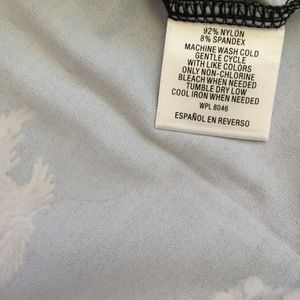 92% NYLON
8% SPANDEX
MACHINE WASH COLD
GENTLE CYCLE
WITH LIKE COLORS
ONLY NON-CHLORINE
BLEACH WHEN NEEDED
TUMBLE DRY LOW
COOL IRON WHEN NEEDED
WPL 8046
ESPAÑOL EN REVERSO